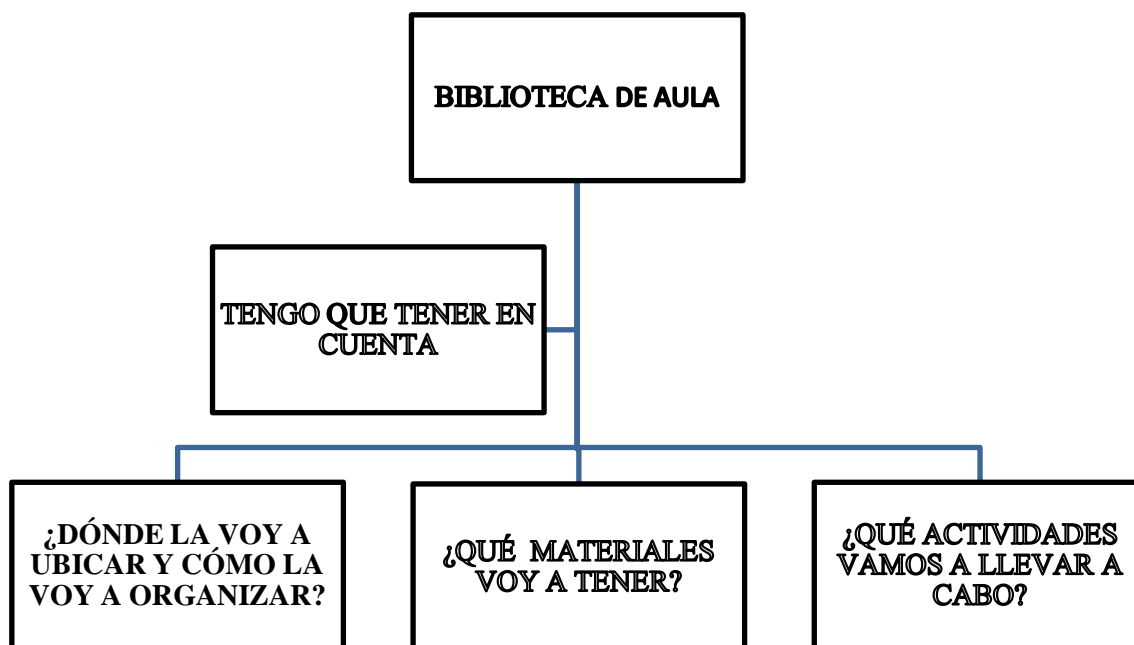 BIBLIOTECA DE AULA
TENGO QUE TENER EN
CUENTA
¿DÓNDE LA VOY A
UBICAR Y CÓMO LA
VOY A ORGANIZAR?
¿QUÉ MATERIALES
VOY A TENER?
¿QUÉ ACTIVIDADES
VAMOS A LLEVAR A
CABO?